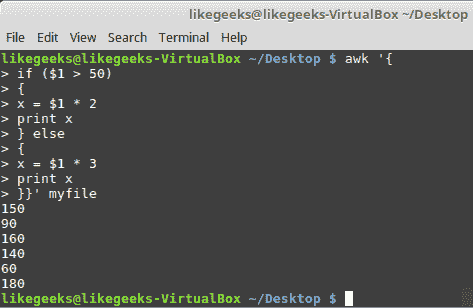 likegeeks@likegeeks-VirtualBox ~/Desktop
File Edit View Search Terminal Help
likegeeks@likegeeks-VirtualBox ~/Desktop $ awk '{
> if ($1 > 50)
> {
> x = $1 * 2
> print x
> } else
> {
> x = $1 * 3
> print x
> }}' myfile
150
90
160
140
60
180
likegeeks@likegeeks-VirtualBox ~/Desktop $